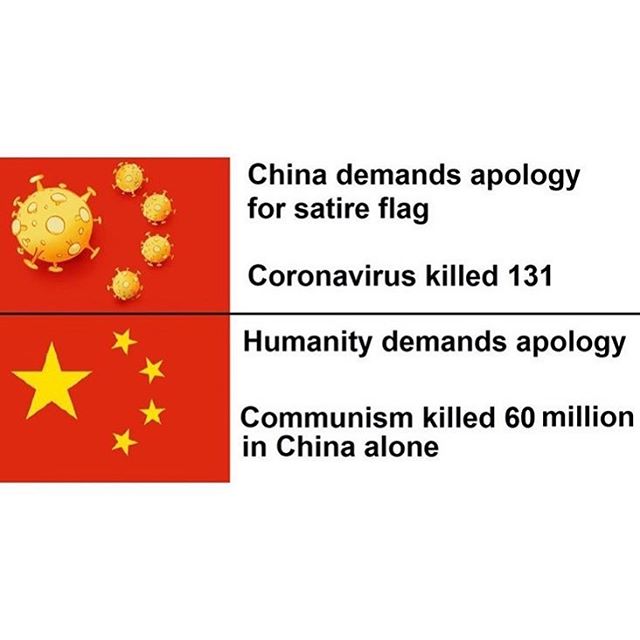 China demands apology
for satire flag
Coronavirus killed 131
Humanity demands apology
Communism killed 60 million
in China alone